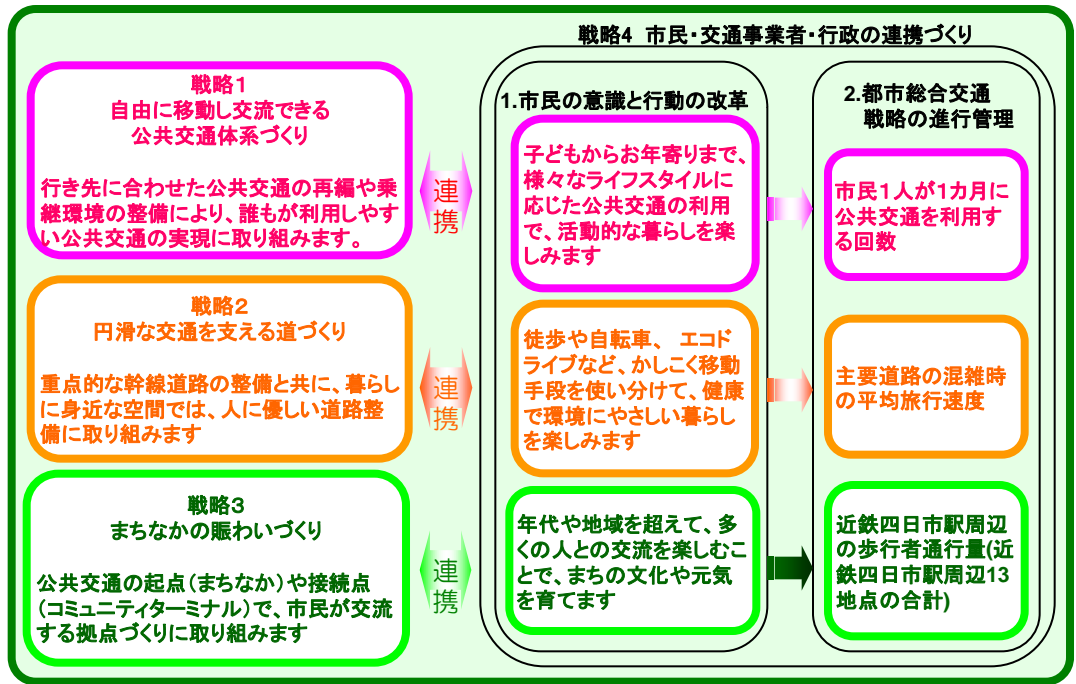 戦略4 市民・交通事業者・行政の連携づくり
戦略1
自由に移動し交流できる
公共交通体系づくり
行き先に合わせた公共交通の再編や乗
継環境の整備により、誰もが利用しやす
い公共交通の実現に取り組みます。
連
携
1.市民の意識と行動の改革
子どもからお年寄りまで、
様々なライフスタイルに
応じた公共交通の利用
で、活動的な暮らしを楽
しみます
2.都市総合交通
戦略の進行管理
市民1人が1カ月に
公共交通を利用す
る回数
戦略2
円滑な交通を支える道づくり
重点的な幹線道路の整備と共に、暮らし
に身近な空間では、人に優しい道路整
備に取り組みます
連
携
徒歩や自転車、 エコド
ライブなど、かしこく移動
手段を使い分けて、健康
で環境にやさしい暮らし
を楽しみます
主要道路の混雑時
の平均旅行速度
戦略3
まちなかの賑わいづくり
公共交通の起点(まちなか)や接続点
(コミュニティターミナル)で、市民が交流
する拠点づくりに取り組みます
連
携
年代や地域を超えて、多
くの人との交流を楽しむこ
とで、まちの文化や元気
を育てます
近鉄四日市駅周辺
の歩行者通行量(近
鉄四日市駅周辺13
地点の合計)